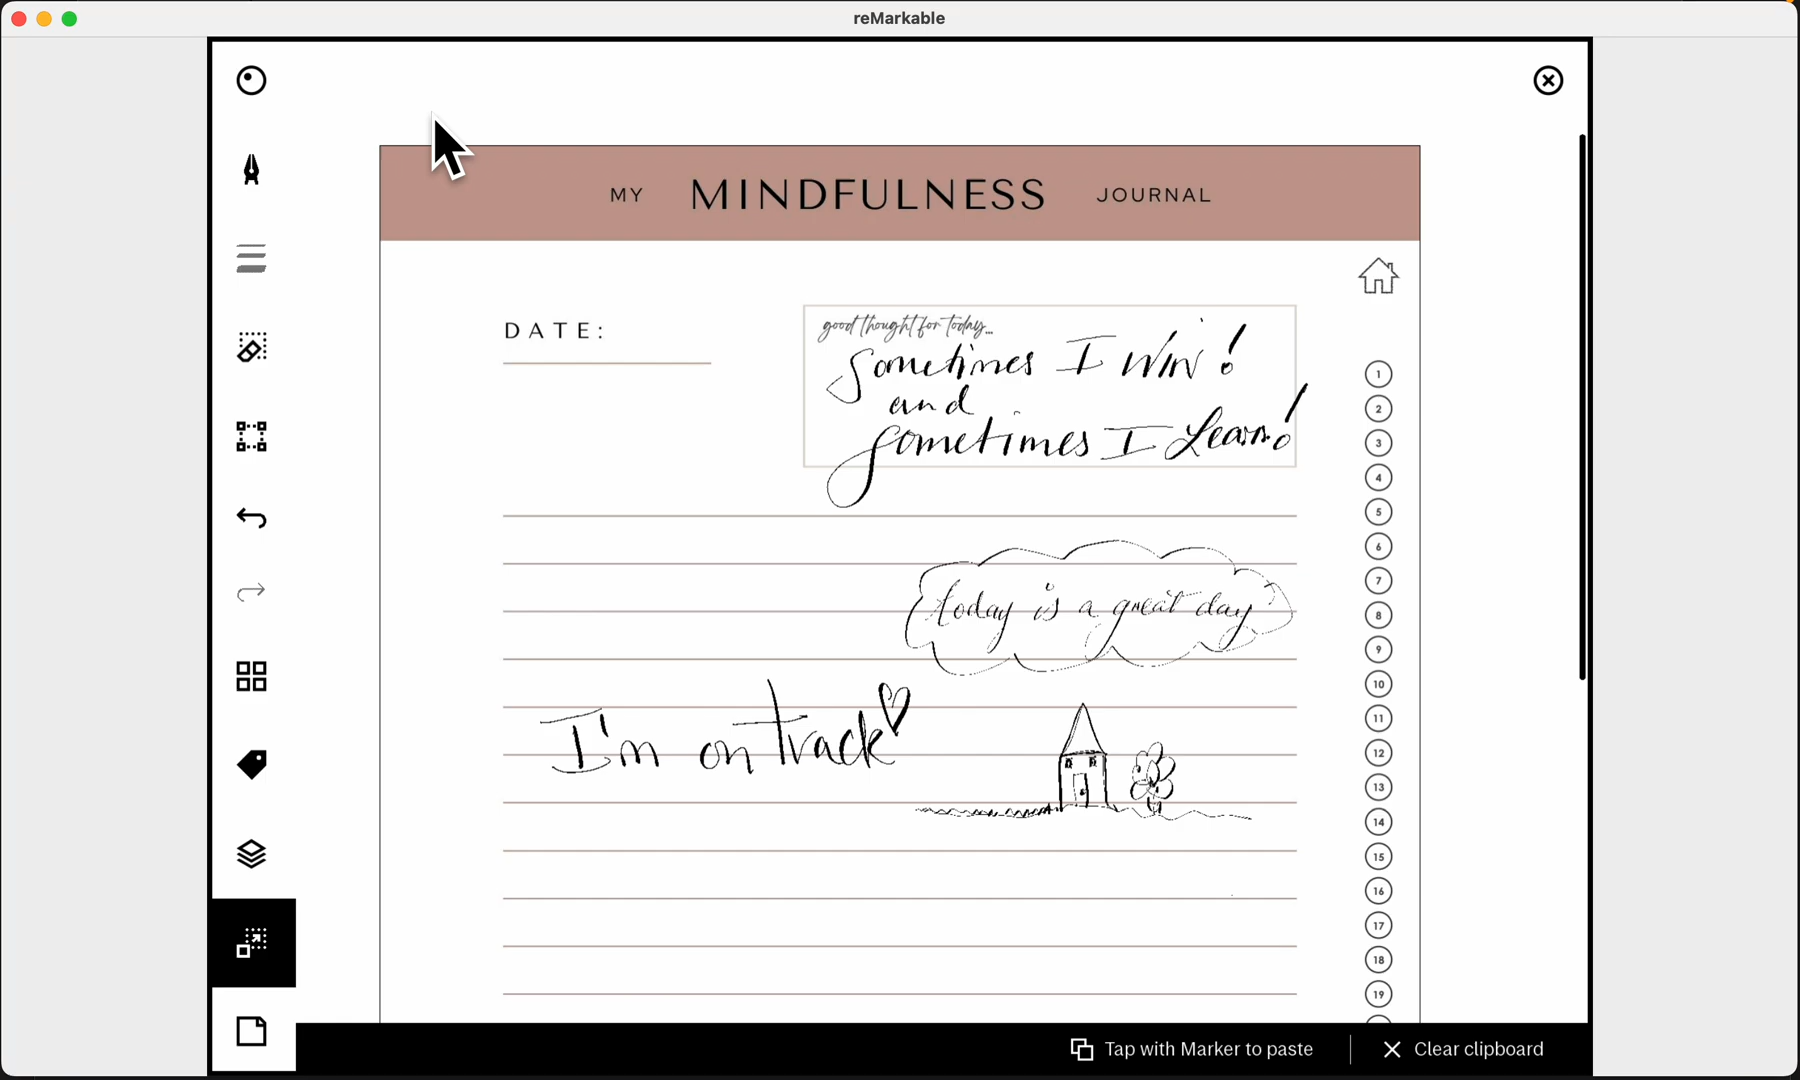 reMarkable
MY MINDFULNESS JOURNAL
DATE:
good thought for today...
Sometimes I Win!
and
Sometimes I Learn!
today is a great day
I'm on track
1
2
3
4
5
6
7
8
9
10
11
12
13
14
15
16
17
18
19
Tap with Marker to paste
Clear clipboard